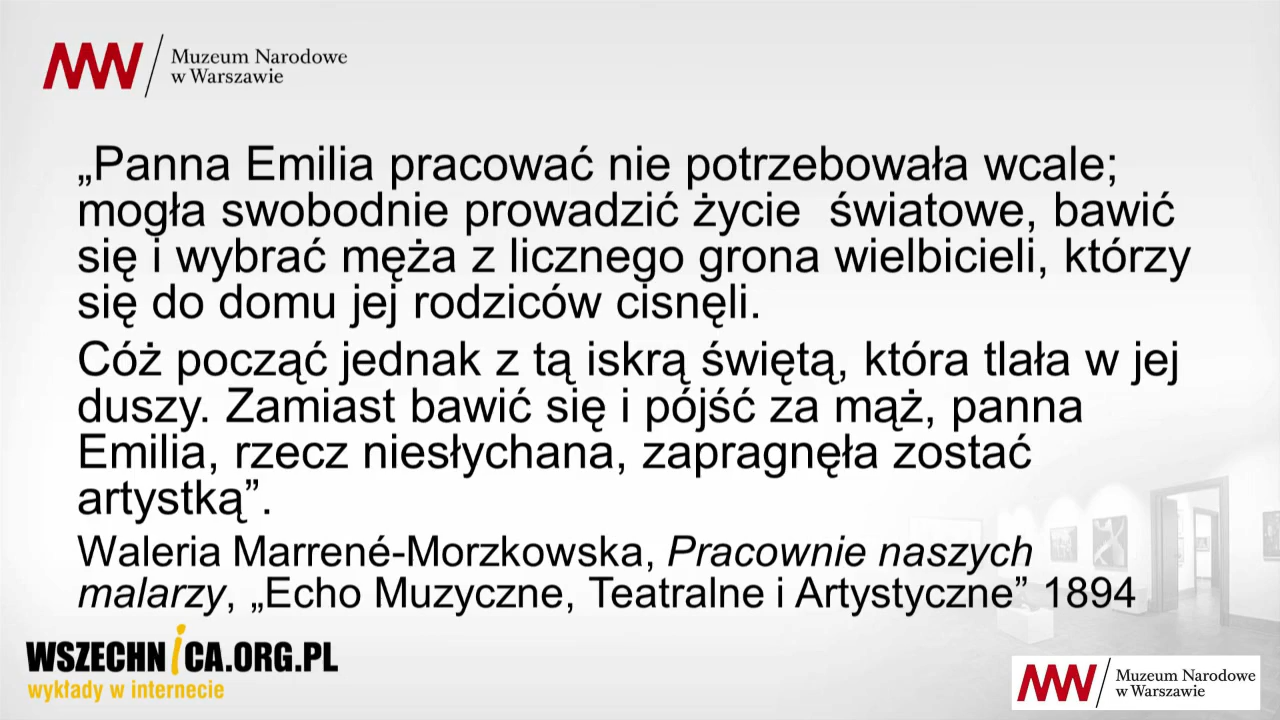 Muzeum Narodowe
w Warszawie
„Panna Emilia pracować nie potrzebowała wcale;
mogła swobodnie prowadzić życie światowe, bawić
się i wybrać męża z licznego grona wielbicieli, którzy
się do domu jej rodziców cisnęli.
Cóż począć jednak z tą iskrą świętą, która tlała w jej
duszy. Zamiast bawić się i pójść za mąż, panna
Emilia, rzecz niesłychana, zapragnęła zostać
artystką”.
Waleria Marrené-Morzkowska, Pracownie naszych
malarzy, „Echo Muzyczne, Teatralne i Artystyczne” 1894
WSZECHNiCA.ORG.PL
wykłady w internecie
Muzeum Narodowe
w Warszawie